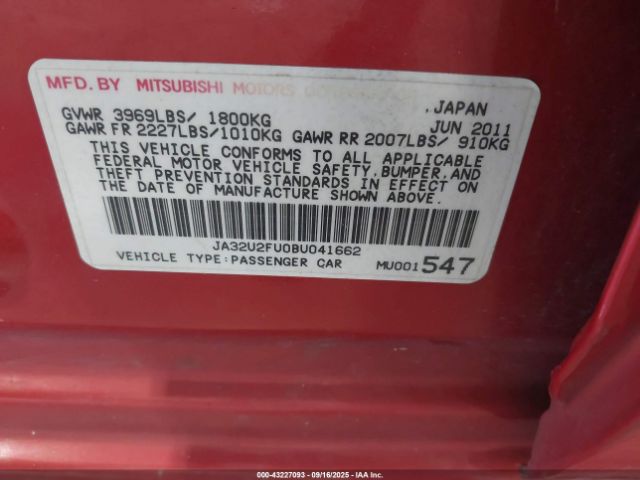 MFD.BY MITSUBISHI MOTORS CORPORATION, JAPAN
GVWR 3969LBS/ 1800KG JUN 2011
GAWR FR 2227LBS/1010KG GAWR RR 2007LBS/ 910KG
THIS VEHICLE CONFORMS TO ALL APPLICABLE
FEDERAL MOTOR VEHICLE SAFETY, BUMPER, AND
THEFT PREVENTION STANDARDS IN EFFECT ON
THE DATE OF MANUFACTURE SHOWN ABOVE.
JA32U2FU0BU041662
VEHICLE TYPE:PASSENGER CAR MU001547
000-43227093 - 09/16/2025 - IAA Inc.